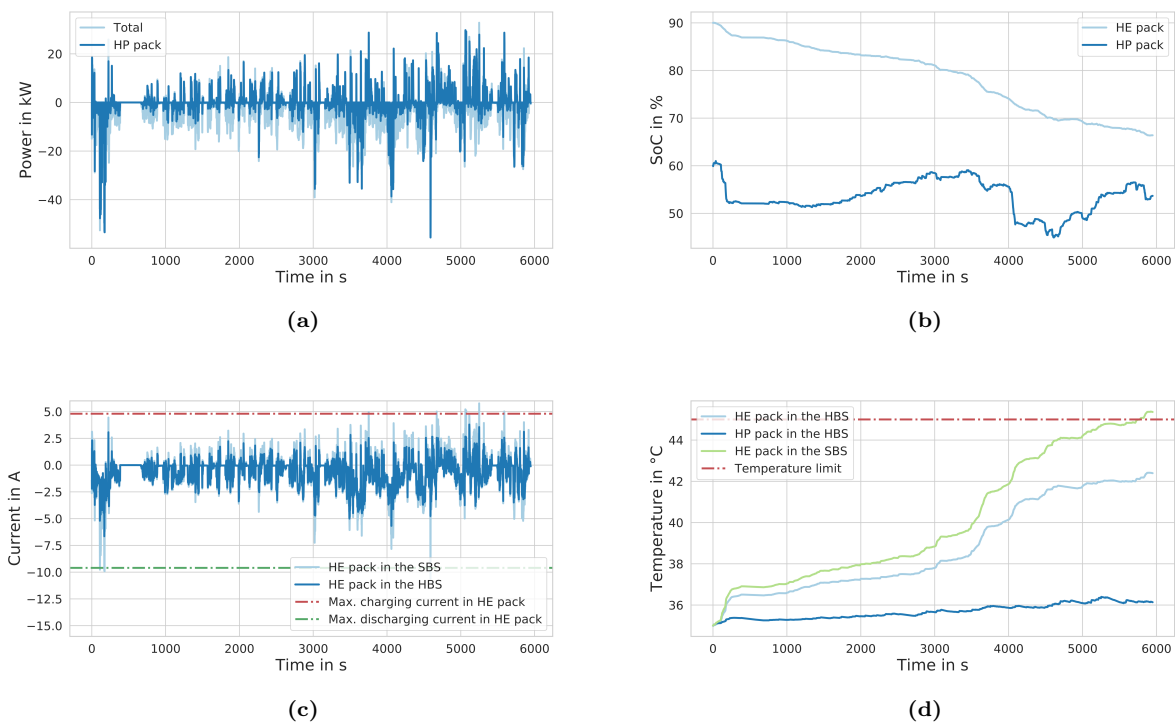 Total
HP pack
20
0
−20
−40
Power in kW
0 1000 2000 3000 4000 5000 6000
Time in s
(a)
HE pack
HP pack
90
80
70
60
50
SoC in %
0 1000 2000 3000 4000 5000 6000
Time in s
(b)
5.0
2.5
0.0
−2.5
−5.0
−7.5
−10.0
−12.5
−15.0
Current in A
HE pack in the SBS
HE pack in the HBS
Max. charging current in HE pack
Max. discharging current in HE pack
0 1000 2000 3000 4000 5000 6000
Time in s
(c)
HE pack in the HBS
HP pack in the HBS
HE pack in the SBS
Temperature limit
44
42
40
38
36
Temperature in °C
0 1000 2000 3000 4000 5000 6000
Time in s
(d)